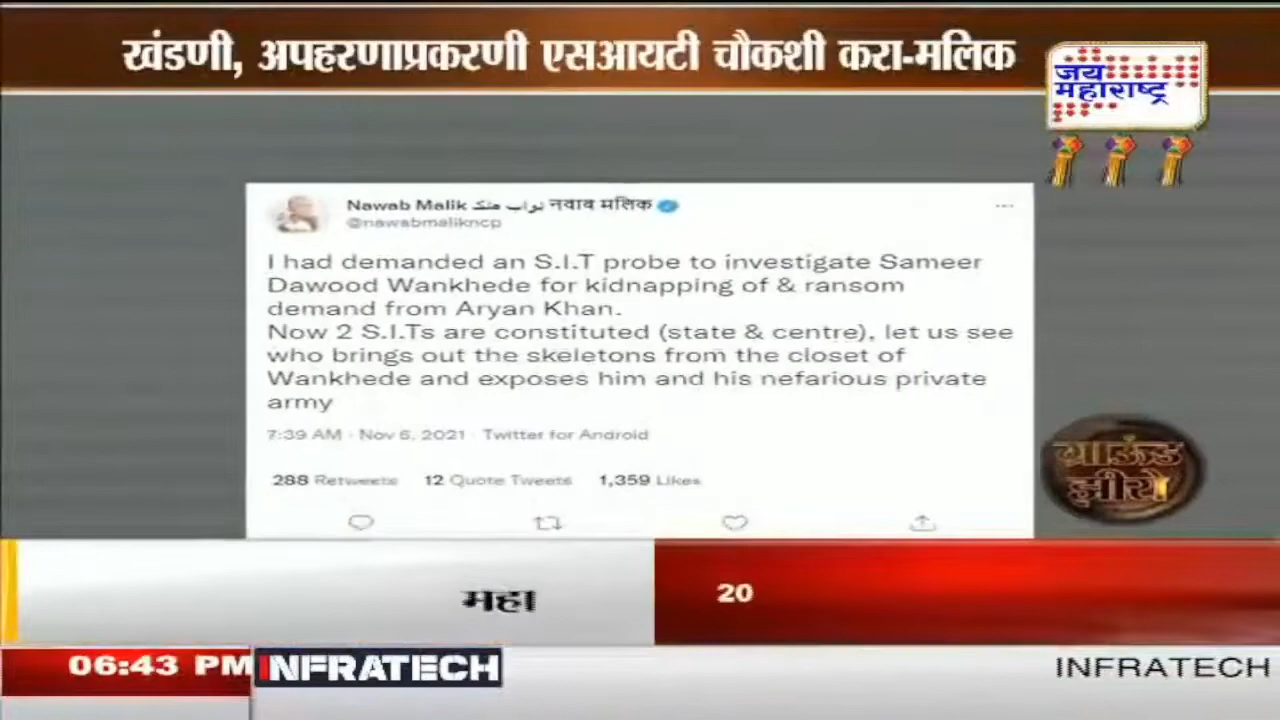 खंडणी, अपहरणाप्रकरणी एसआयटी चौकशी करा-मलिक
जय
महाराष्ट्र
Nawab Malik نواب ملک नवाब मलिक
@nawabmalikncp
I had demanded an S.I.T probe to investigate Sameer
Dawood Wankhede for kidnapping of & ransom
demand from Aryan Khan.
Now 2 S.I.Ts are constituted (state & centre), let us see
who brings out the skeletons from the closet of
Wankhede and exposes him and his nefarious private
army
7:39 AM · Nov 6, 2021 · Twitter for Android
288 Retweets 12 Quote Tweets 1,359 Likes
ग्राऊंड
झीरो
महा
20
06:43 PM
INFRATECH
INFRATECH